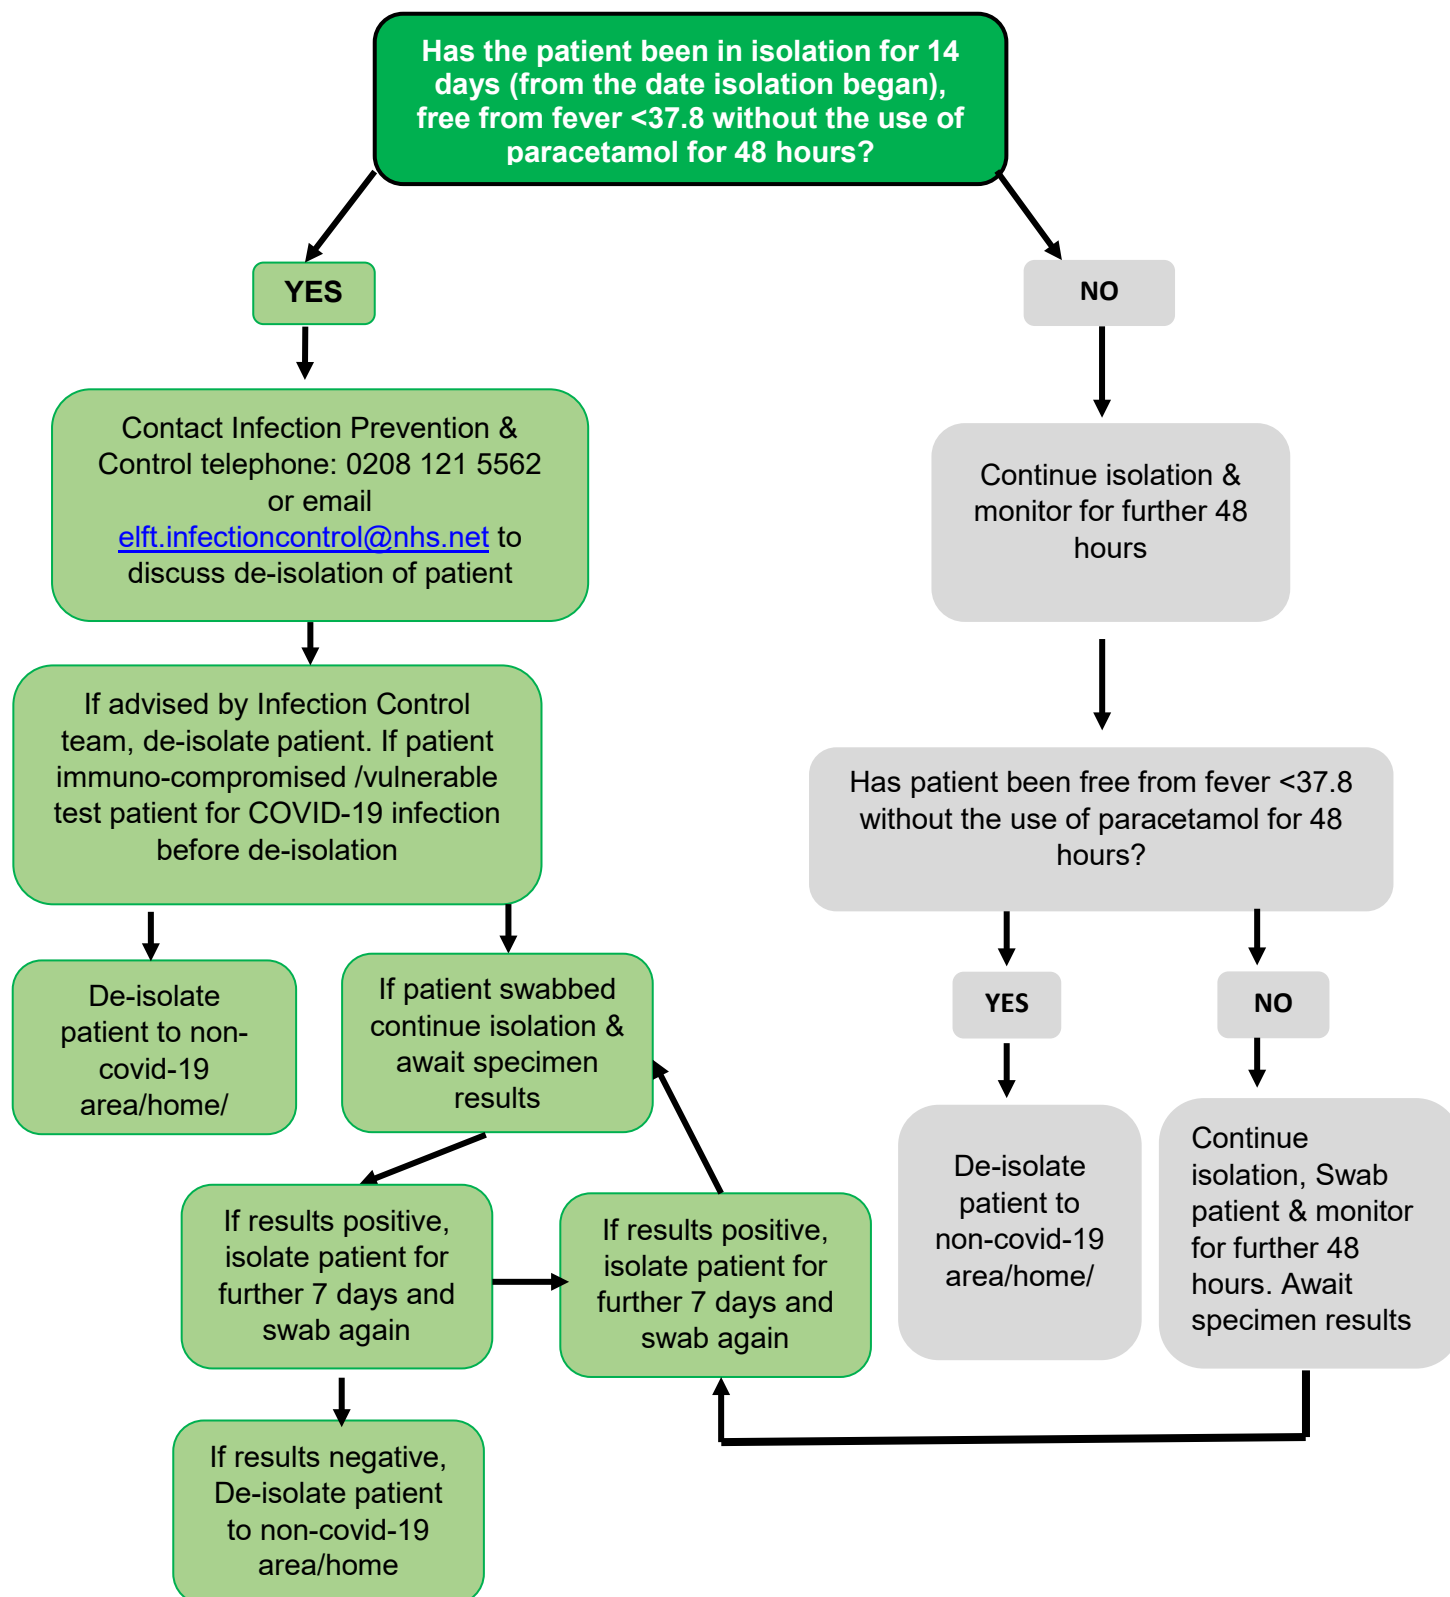 Has the patient been in isolation for 14
days (from the date isolation began),
free from fever <37.8 without the use of
paracetamol for 48 hours?
YES
NO
Contact Infection Prevention &
Control telephone: 0208 121 5562
or email
elft.infectioncontrol@nhs.net to
discuss de-isolation of patient
Continue isolation &
monitor for further 48
hours
If advised by Infection Control
team, de-isolate patient. If patient
immuno-compromised /vulnerable
test patient for COVID-19 infection
before de-isolation
Has patient been free from fever <37.8
without the use of paracetamol for 48
hours?
De-isolate
patient to non-
covid-19
area/home/
If patient swabbed
continue isolation &
await specimen
results
YES
NO
De-isolate
patient to
non-covid-19
area/home/
Continue
isolation, Swab
patient & monitor
for further 48
hours. Await
specimen results
If results positive,
isolate patient for
further 7 days and
swab again
If results positive,
isolate patient for
further 7 days and
swab again
If results negative,
De-isolate patient
to non-covid-19
area/home